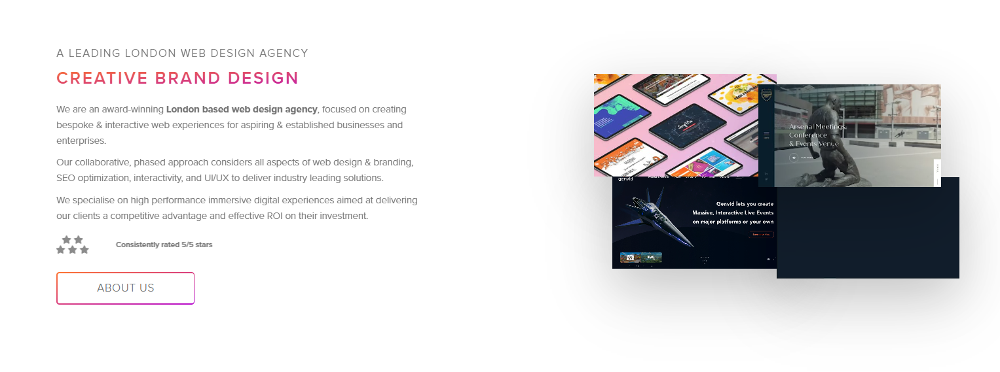 A LEADING LONDON WEB DESIGN AGENCY
CREATIVE BRAND DESIGN
We are an award-winning London based web design agency, focused on creating
bespoke & interactive web experiences for aspiring & established businesses and
enterprises.
Our collaborative, phased approach considers all aspects of web design & branding,
SEO optimization, interactivity, and UI/UX to deliver industry leading solutions.
We specialise on high performance immersive digital experiences aimed at delivering
our clients a competitive advantage and effective ROI on their investment.
Consistently rated 5/5 stars
ABOUT US
Arsenal Meetings,
Conference
& Events Venue
genvid
Genvid lets you create
Massive, Interactive Live Events
on major platforms or your own